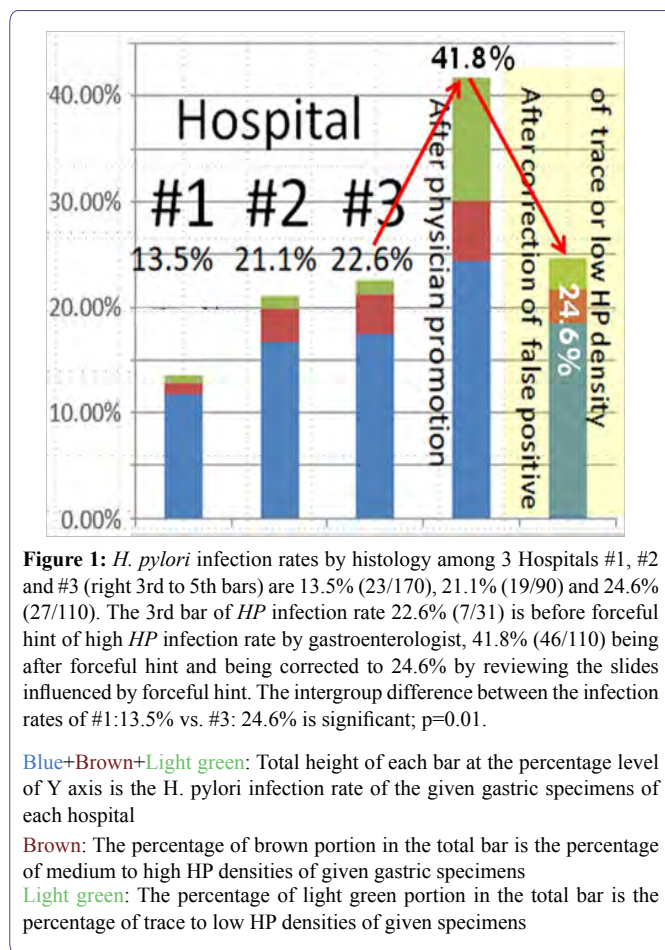 41.8%
40.00%
30.00%
20.00%
10.00%
0.00%
Hospital
#1 #2 #3
13.5% 21.1% 22.6%
After physician promotion
After correction of false positive
of trace or low HP density
24.6%
Figure 1: H. pylori infection rates by histology among 3 Hospitals #1, #2
and #3 (right 3rd to 5th bars) are 13.5% (23/170), 21.1% (19/90) and 24.6%
(27/110). The 3rd bar of HP infection rate 22.6% (7/31) is before forceful
hint of high HP infection rate by gastroenterologist, 41.8% (46/110) being
after forceful hint and being corrected to 24.6% by reviewing the slides
influenced by forceful hint. The intergroup difference between the infection
rates of #1:13.5% vs. #3: 24.6% is significant; p=0.01.
Blue+Brown+Light green: Total height of each bar at the percentage level
of Y axis is the H. pylori infection rate of the given gastric specimens of
each hospital
Brown: The percentage of brown portion in the total bar is the percentage
of medium to high HP densities of given gastric specimens
Light green: The percentage of light green portion in the total bar is the
percentage of trace to low HP densities of given specimens